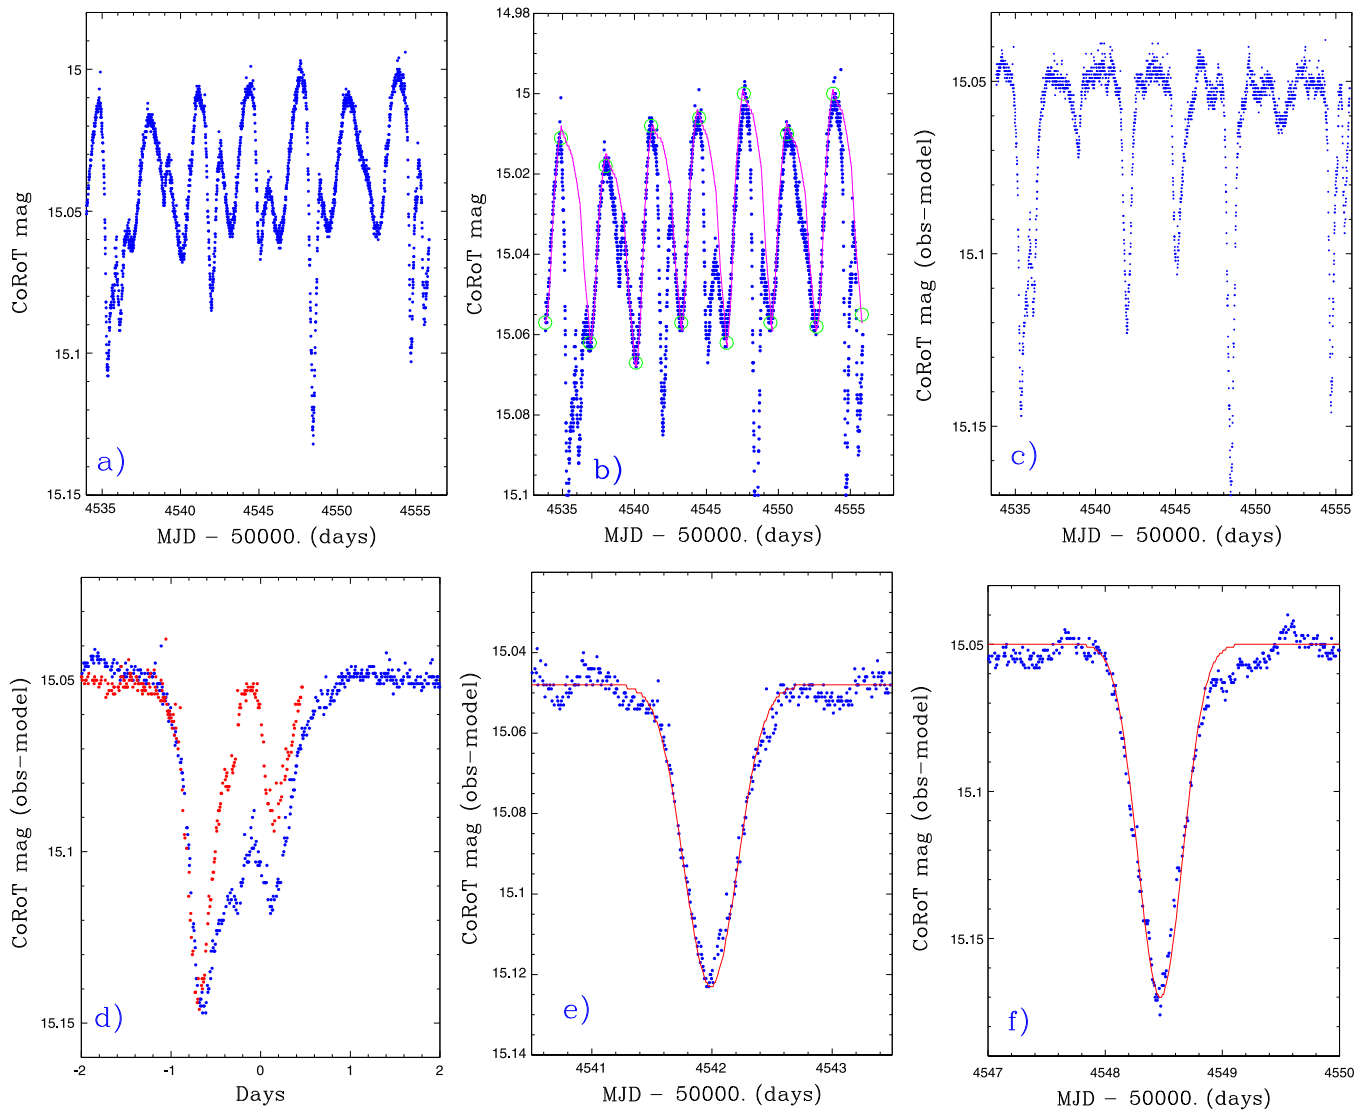 15
15.05
15.1
15.15
4535
4540
4545
4550
4555
CoRoT mag
MJD − 50000. (days)
a)
14.98
15
15.02
15.04
15.06
15.08
15.1
4535
4540
4545
4550
4555
CoRoT mag
MJD − 50000. (days)
b)
15.05
15.1
15.15
4535
4540
4545
4550
4555
CoRoT mag (obs−model)
MJD − 50000. (days)
c)
15.05
15.1
15.15
-2
-1
0
1
2
CoRoT mag (obs−model)
Days
d)
15.04
15.06
15.08
15.1
15.12
15.14
4541
4542
4543
CoRoT mag (obs−model)
MJD − 50000. (days)
e)
15.05
15.1
15.15
4547
4548
4549
4550
CoRoT mag (obs−model)
MJD − 50000. (days)
f)